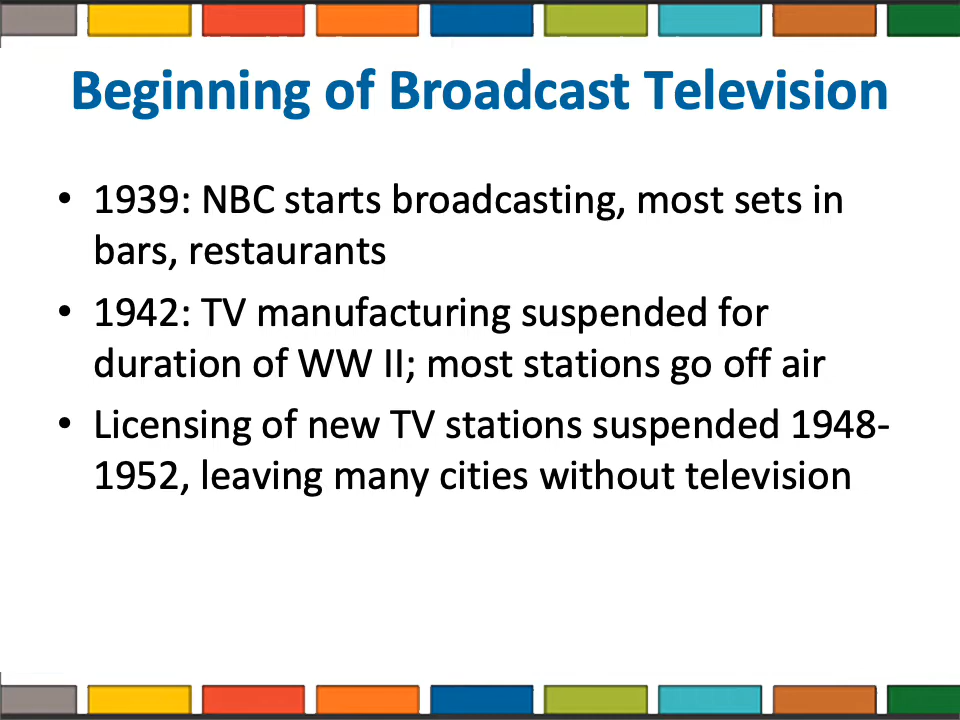 Beginning of Broadcast Television
• 1939: NBC starts broadcasting, most sets in
bars, restaurants
• 1942: TV manufacturing suspended for
duration of WW II; most stations go off air
• Licensing of new TV stations suspended 1948-
1952, leaving many cities without television